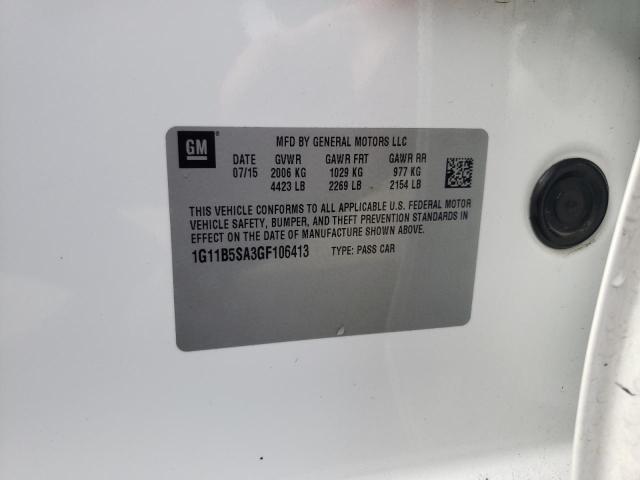 GM®
MFD BY GENERAL MOTORS LLC
DATE GVWR GAWR FRT GAWR RR
07/15 2006 KG 1029 KG 977 KG
4423 LB 2269 LB 2154 LB
THIS VEHICLE CONFORMS TO ALL APPLICABLE U.S. FEDERAL MOTOR
VEHICLE SAFETY, BUMPER, AND THEFT PREVENTION STANDARDS IN
EFFECT ON THE DATE OF MANUFACTURE SHOWN ABOVE.
1G11B5SA3GF106413 TYPE: PASS CAR